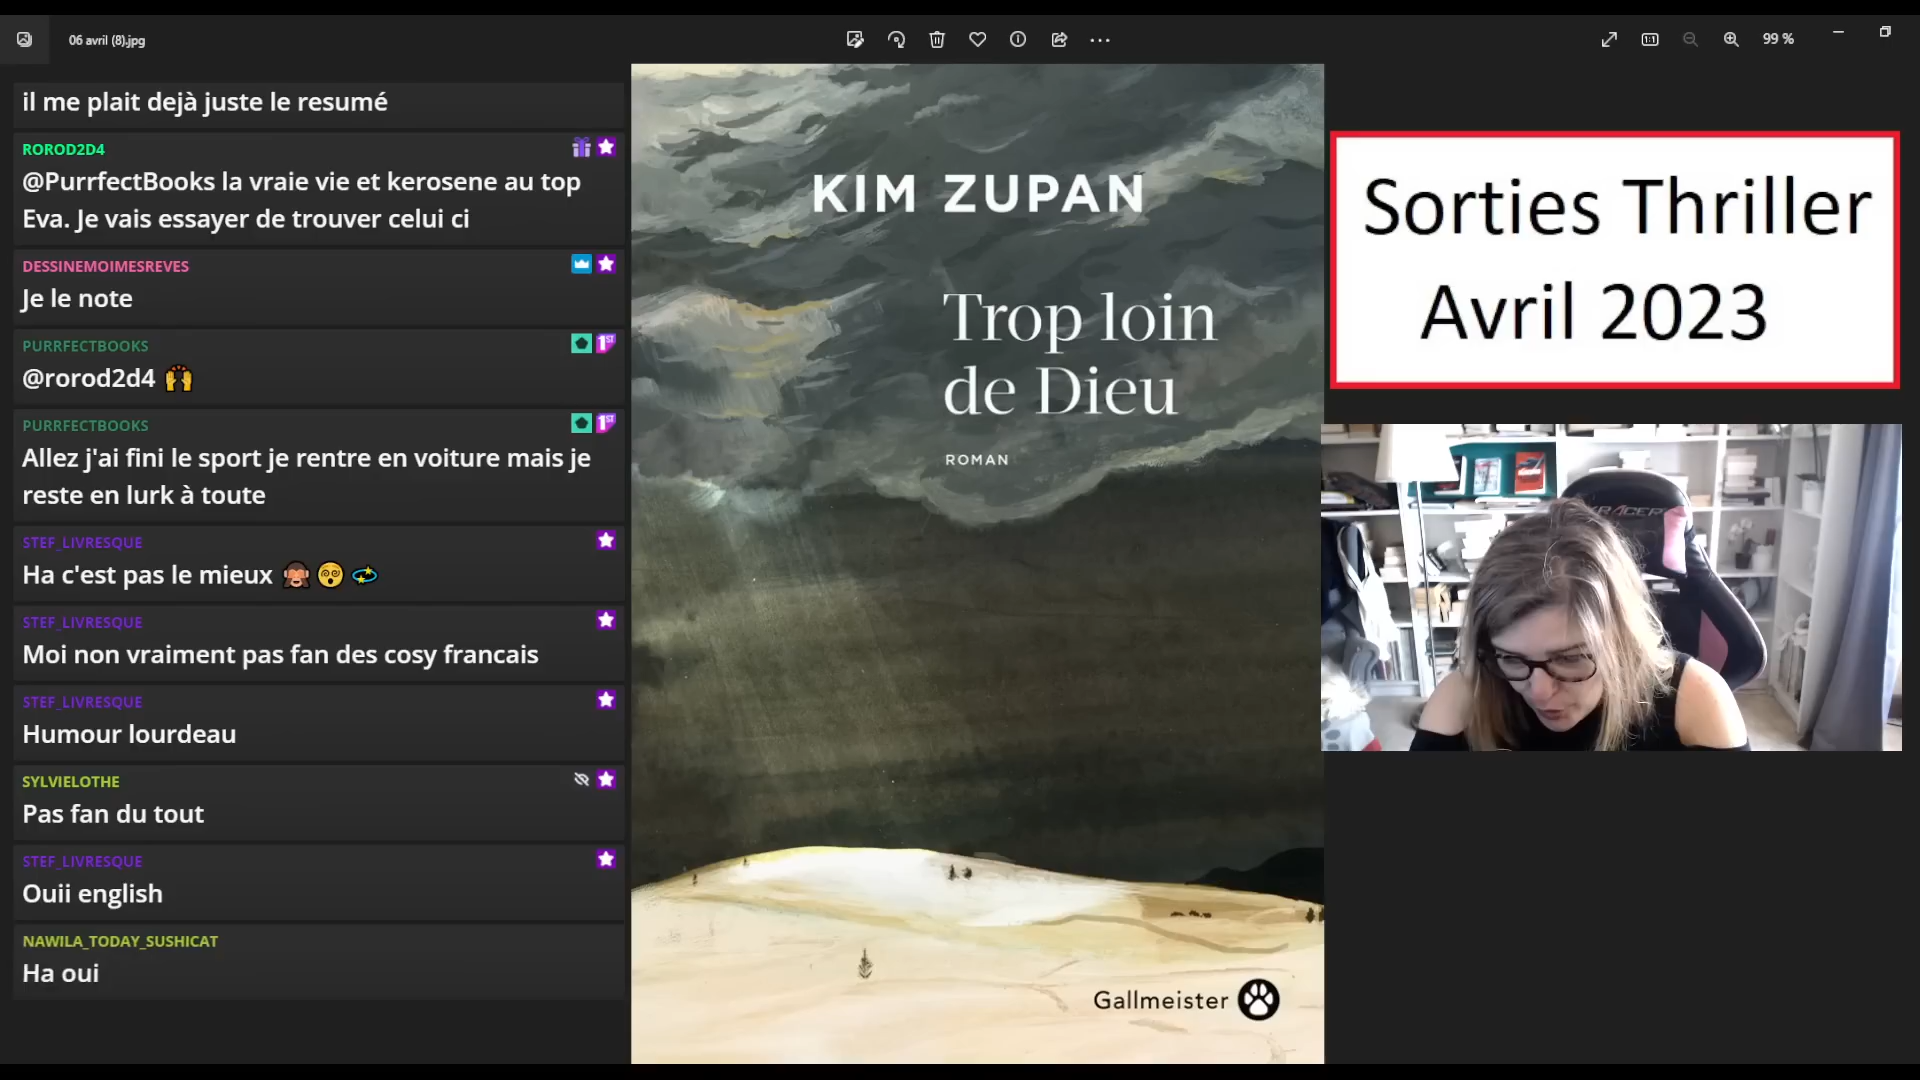 06 avril (8).jpg
99 %
il me plait dejà juste le resumé
ROROD2D4
@PurrfectBooks la vraie vie et kerosene au top
Eva. Je vais essayer de trouver celui ci
DESSINEMOIMESREVES
Je le note
PURRFECTBOOKS
@rorod2d4 🙌
PURRFECTBOOKS
Allez j'ai fini le sport je rentre en voiture mais je
reste en lurk à toute
STEF_LIVRESQUE
Ha c'est pas le mieux 🙈😵💫
STEF_LIVRESQUE
Moi non vraiment pas fan des cosy francais
STEF_LIVRESQUE
Humour lourdeau
SYLVIELOTHE
Pas fan du tout
STEF_LIVRESQUE
Ouii english
NAWILA_TODAY_SUSHICAT
Ha oui
KIM ZUPAN
Trop loin
de Dieu
ROMAN
Gallmeister
Sorties Thriller
Avril 2023